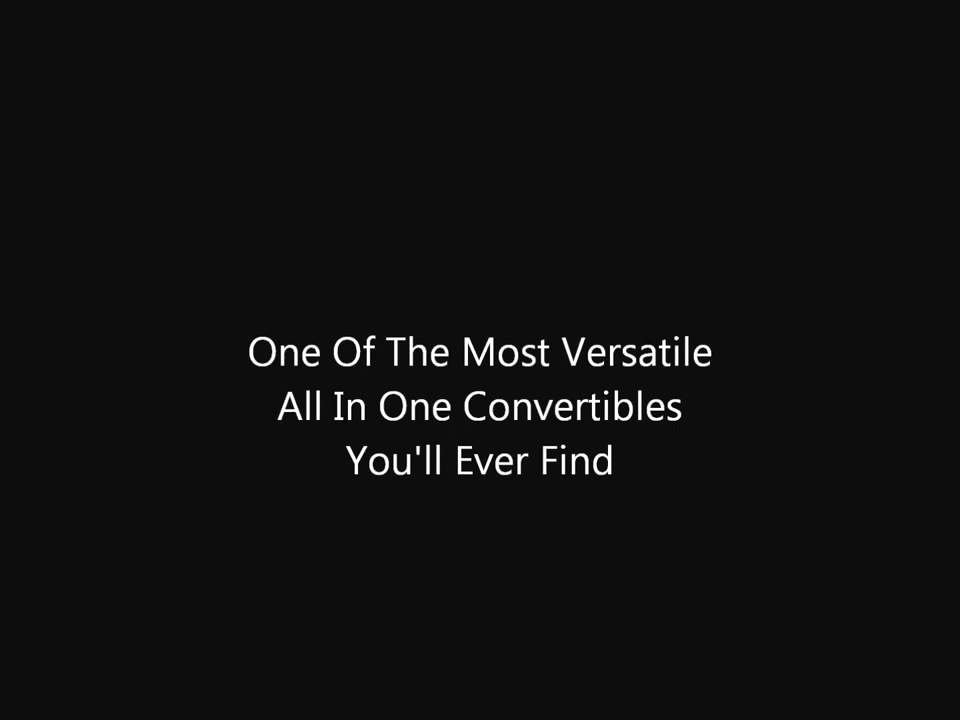 One Of The Most Versatile
All In One Convertibles
You'll Ever Find